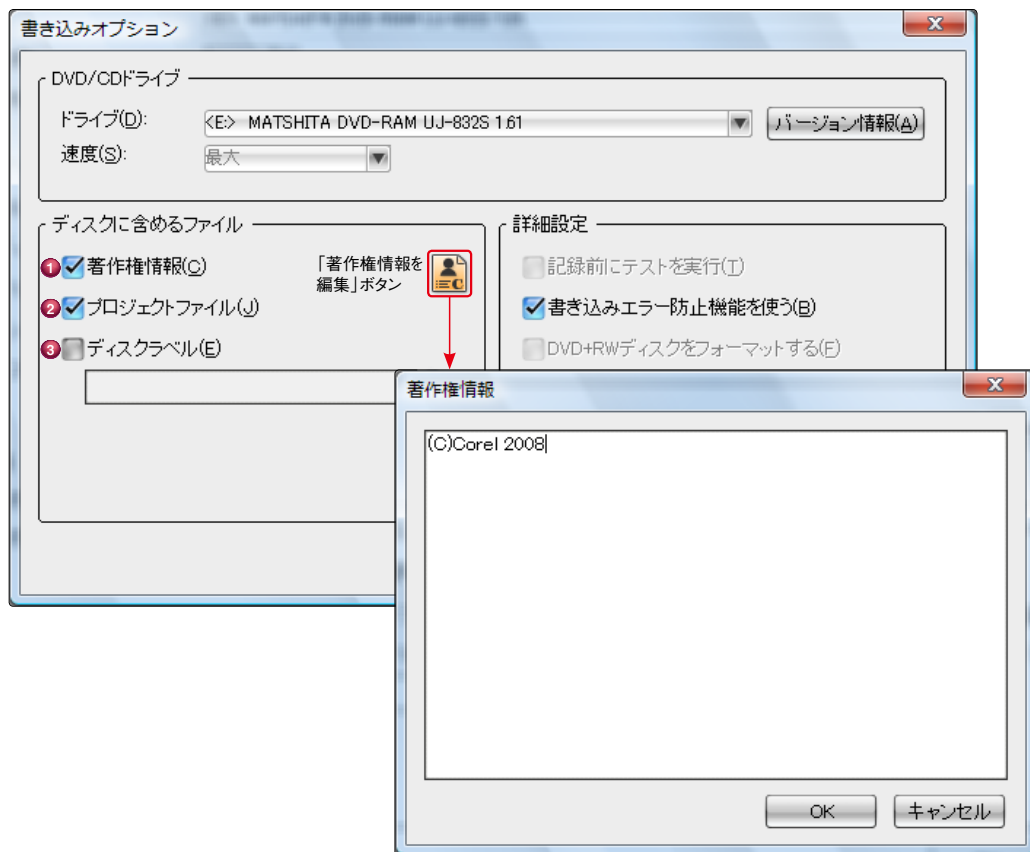 書き込みオプション
DVD/CDドライブ
ドライブ(D):
<E:> MATSHITA DVD-RAM UJ-832S 1.61
バージョン情報(A)
速度(S):
最大
ディスクに含めるファイル
1 著作権情報(C)
「著作権情報を
編集」ボタン
2 プロジェクトファイル(J)
3 ディスクラベル(E)
詳細設定
記録前にテストを実行(T)
書き込みエラー防止機能を使う(B)
DVD+RWディスクをフォーマットする(F)
著作権情報
(C)Corel 2008
OK
キャンセル